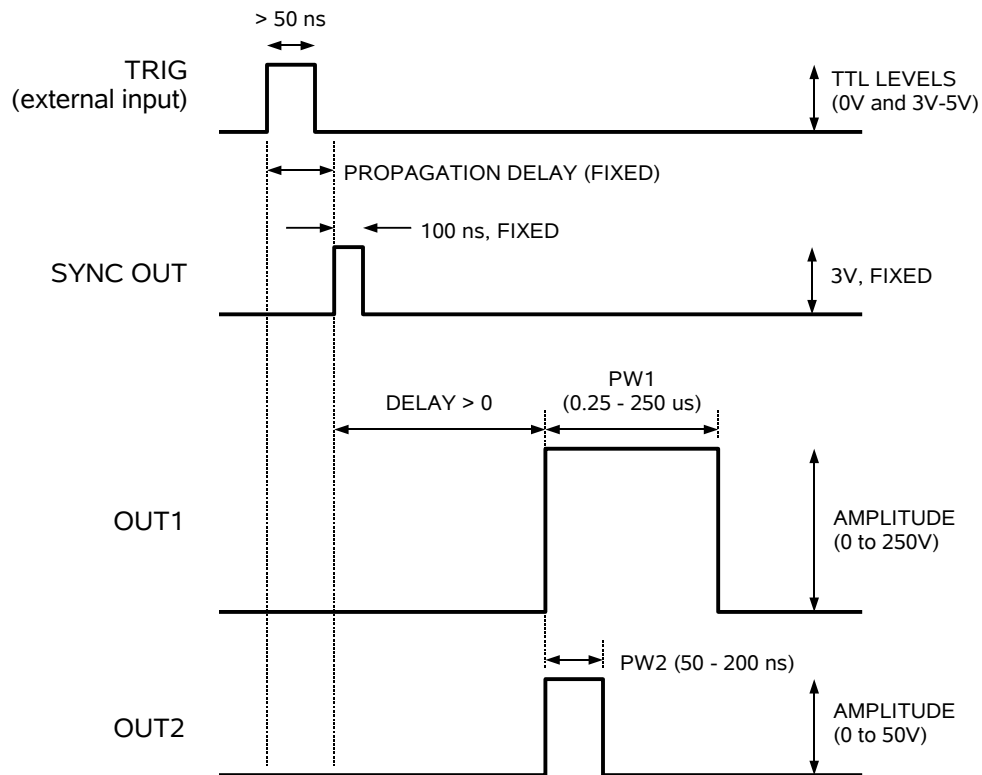 > 50 ns
TRIG
(external input)
TTL LEVELS
(0V and 3V-5V)
PROPAGATION DELAY (FIXED)
100 ns, FIXED
SYNC OUT
3V, FIXED
DELAY > 0
PW1
(0.25 - 250 us)
OUT1
AMPLITUDE
(0 to 250V)
PW2 (50 - 200 ns)
OUT2
AMPLITUDE
(0 to 50V)